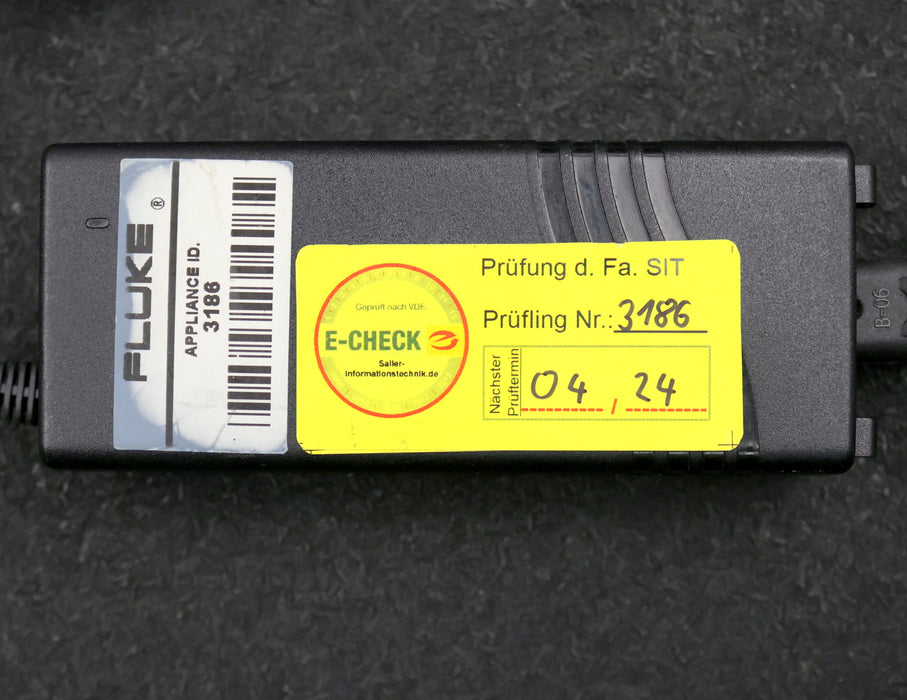 FLUKE®
APPLIANCE ID.
3186
Prüfung d. Fa. SIT
Prüfling Nr.: 3186
Nächster
Prüftermin
04 / 24
Geprüft nach VDE
E-CHECK
Sailer-
informationstechnik.de
B-06